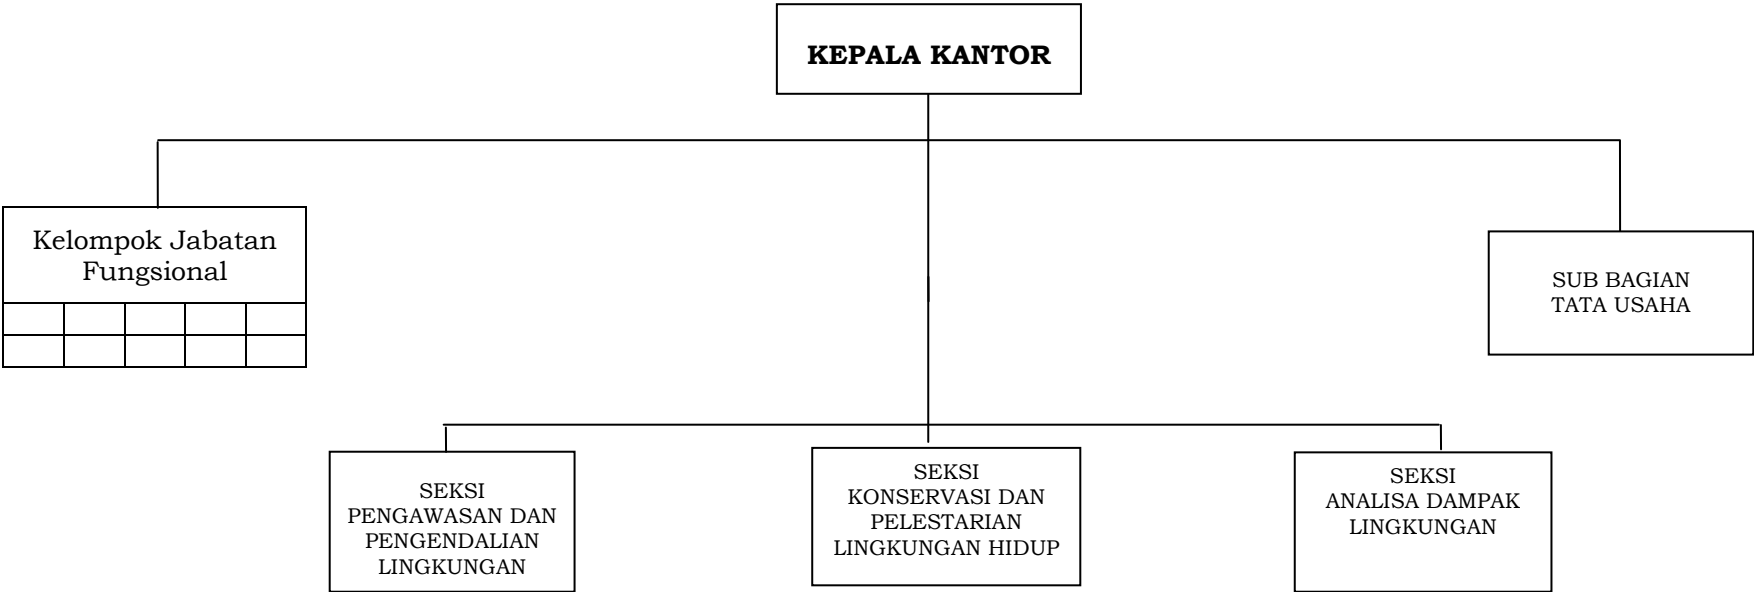 KEPALA KANTOR
Kelompok Jabatan
Fungsional
SUB BAGIAN
TATA USAHA
SEKSI
PENGAWASAN DAN
PENGENDALIAN
LINGKUNGAN
SEKSI
KONSERVASI DAN
PELESTARIAN
LINGKUNGAN HIDUP
SEKSI
ANALISA DAMPAK
LINGKUNGAN